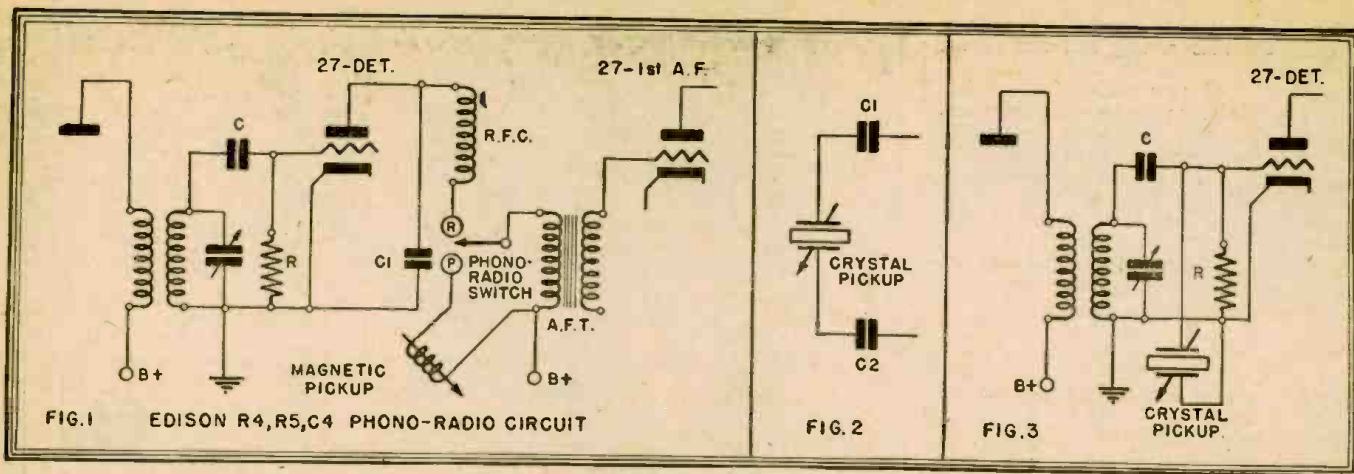 27-DET.
27-1st A.F.
C
R.F.C.
R
R
C1
P
PHONO-
RADIO
SWITCH
A.F.T.
MAGNETIC
PICKUP
B+
B+
FIG.1 EDISON R4,R5,C4 PHONO-RADIO CIRCUIT
C1
CRYSTAL
PICKUP
C2
FIG. 2
27-DET.
C
R
B+
CRYSTAL
PICKUP.
FIG.3